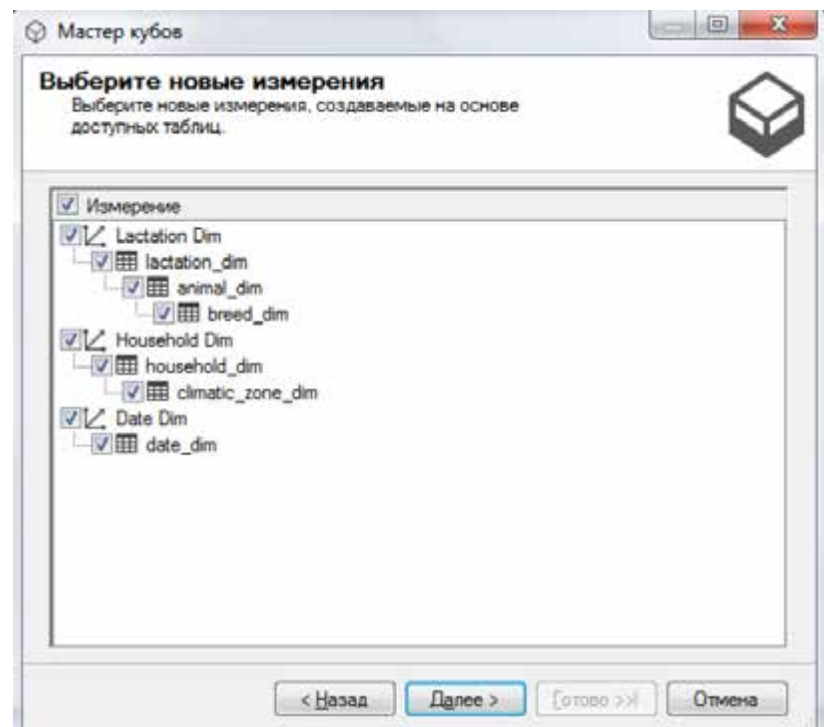 Мастер кубов
Выберите новые измерения
Выберите новые измерения, создаваемые на основе
доступных таблиц.
Измерение
Lactation Dim
lactation_dim
animal_dim
breed_dim
Household Dim
household_dim
climatic_zone_dim
Date Dim
date_dim
< Назад
Далее >
Готово >>|
Отмена